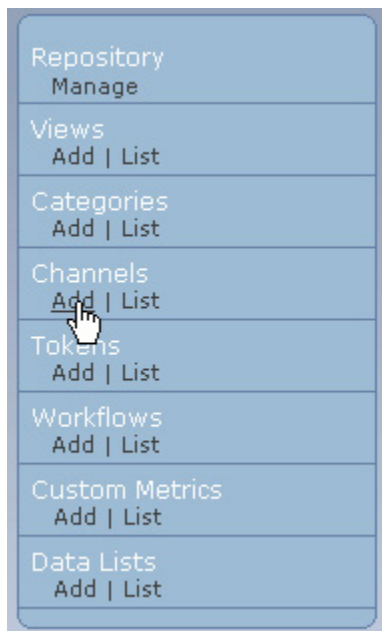 Repository
Manage
Views
Add | List
Categories
Add | List
Channels
Add | List
Tokens
Add | List
Workflows
Add | List
Custom Metrics
Add | List
Data Lists
Add | List